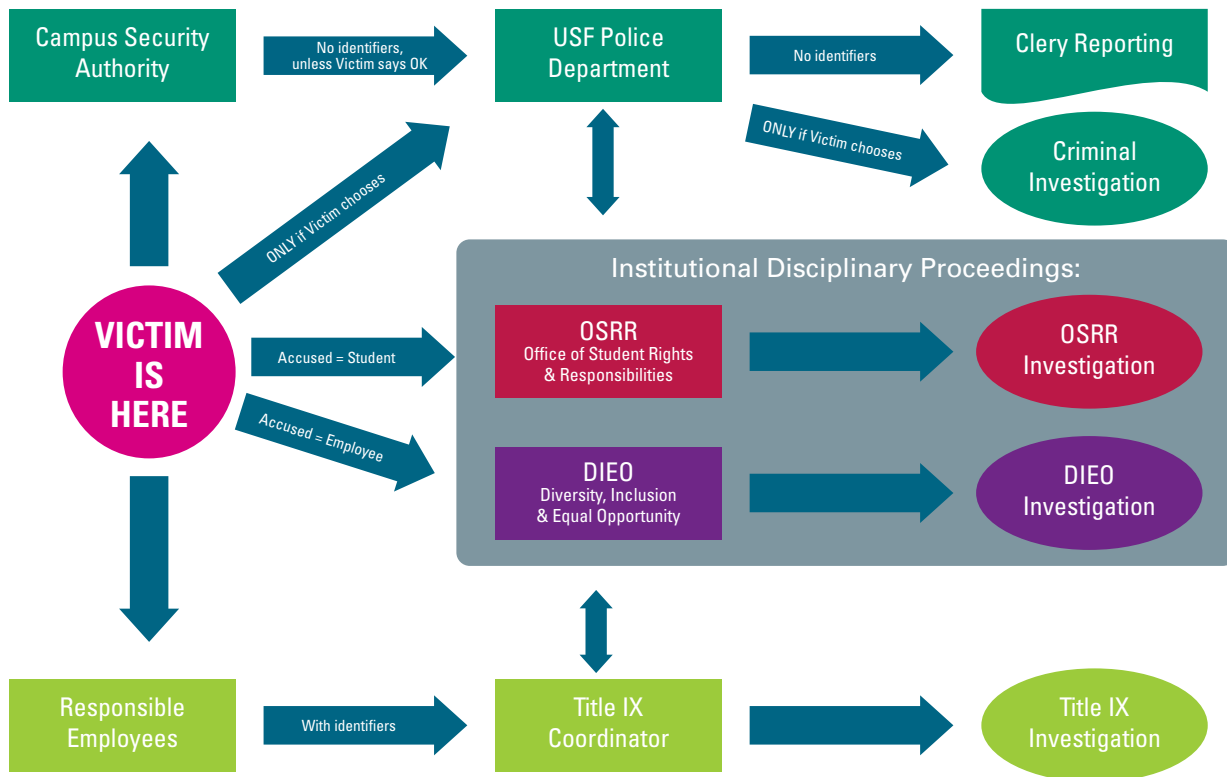 Campus Security
Authority
No identifiers,
unless Victim says OK
USF Police
Department
No identifiers
Clery Reporting
ONLY if Victim chooses
Criminal
Investigation
ONLY if Victim chooses
Institutional Disciplinary Proceedings:
VICTIM
IS
HERE
Accused = Student
OSRR
Office of Student Rights
& Responsibilities
OSRR
Investigation
Accused = Employee
DIEO
Diversity, Inclusion
& Equal Opportunity
DIEO
Investigation
Responsible
Employees
With identifiers
Title IX
Coordinator
Title IX
Investigation